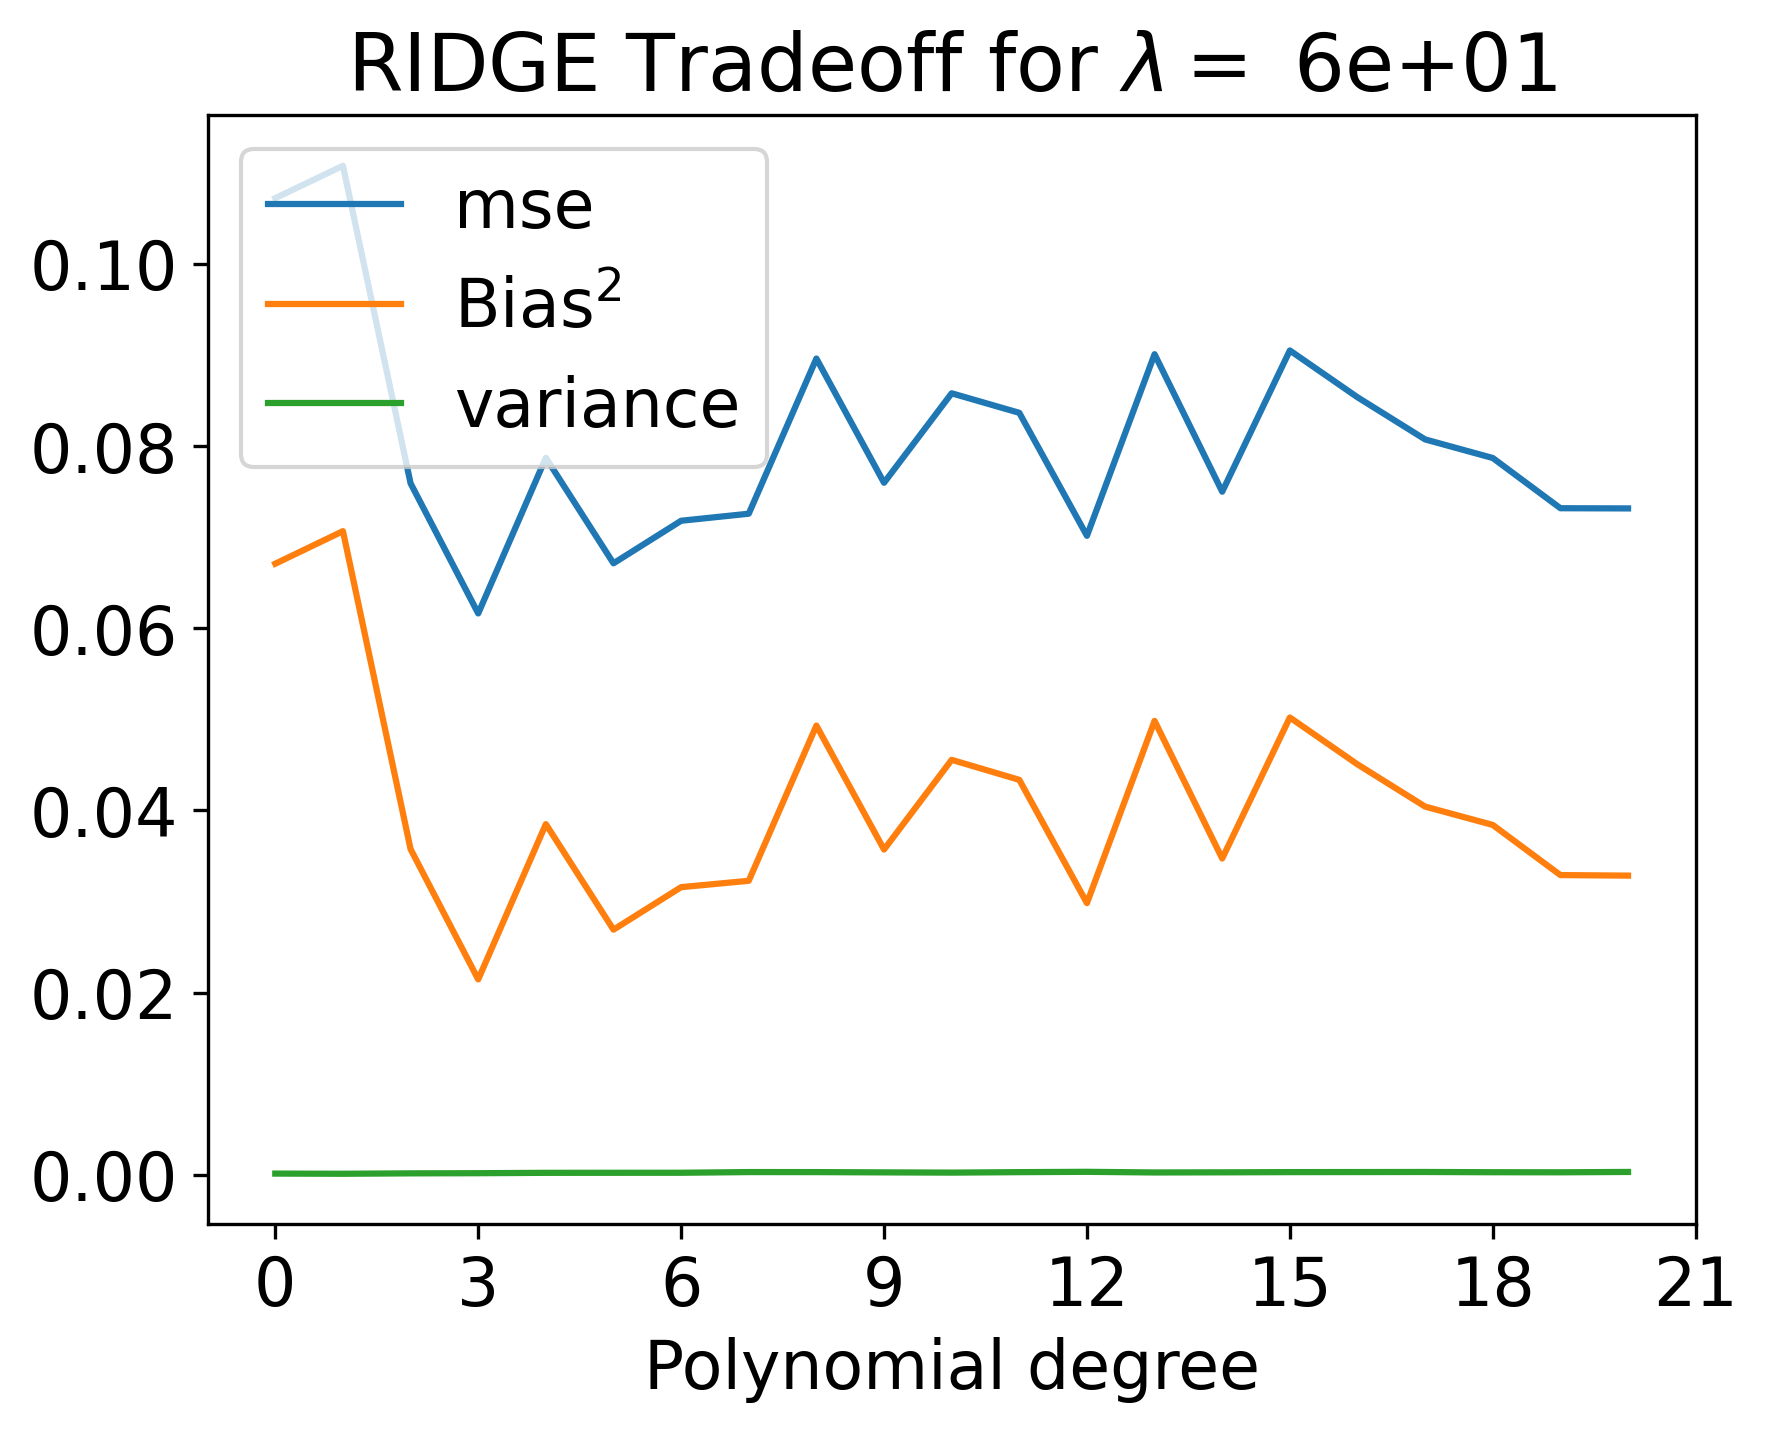 RIDGE Tradeoff for λ = 6e+01
mse
Bias²
variance
0.10
0.08
0.06
0.04
0.02
0.00
0 3 6 9 12 15 18 21
Polynomial degree